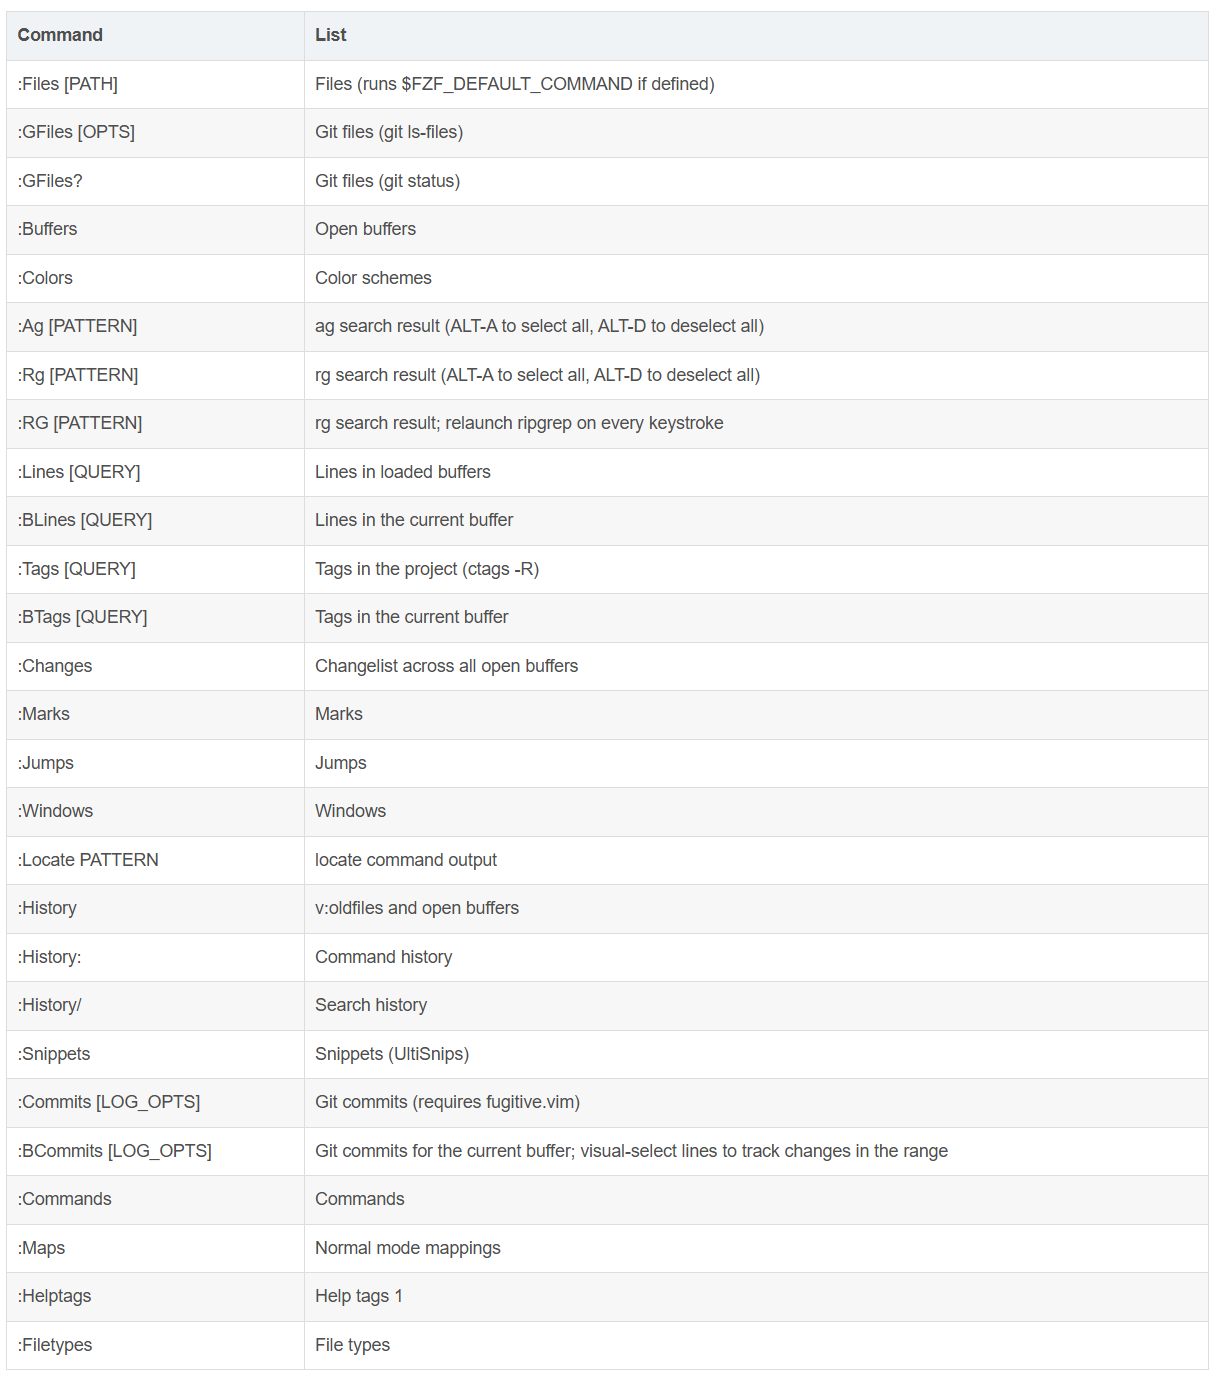 Command List
:Files [PATH] Files (runs $FZF_DEFAULT_COMMAND if defined)
:GFiles [OPTS] Git files (git ls-files)
:GFiles? Git files (git status)
:Buffers Open buffers
:Colors Color schemes
:Ag [PATTERN] ag search result (ALT-A to select all, ALT-D to deselect all)
:Rg [PATTERN] rg search result (ALT-A to select all, ALT-D to deselect all)
:RG [PATTERN] rg search result; relaunch ripgrep on every keystroke
:Lines [QUERY] Lines in loaded buffers
:BLines [QUERY] Lines in the current buffer
:Tags [QUERY] Tags in the project (ctags -R)
:BTags [QUERY] Tags in the current buffer
:Changes Changelist across all open buffers
:Marks Marks
:Jumps Jumps
:Windows Windows
:Locate PATTERN locate command output
:History v:oldfiles and open buffers
:History: Command history
:History/ Search history
:Snippets Snippets (UltiSnips)
:Commits [LOG_OPTS] Git commits (requires fugitive.vim)
:BCommits [LOG_OPTS] Git commits for the current buffer; visual-select lines to track changes in the range
:Commands Commands
:Maps Normal mode mappings
:Helptags Help tags 1
:Filetypes File types